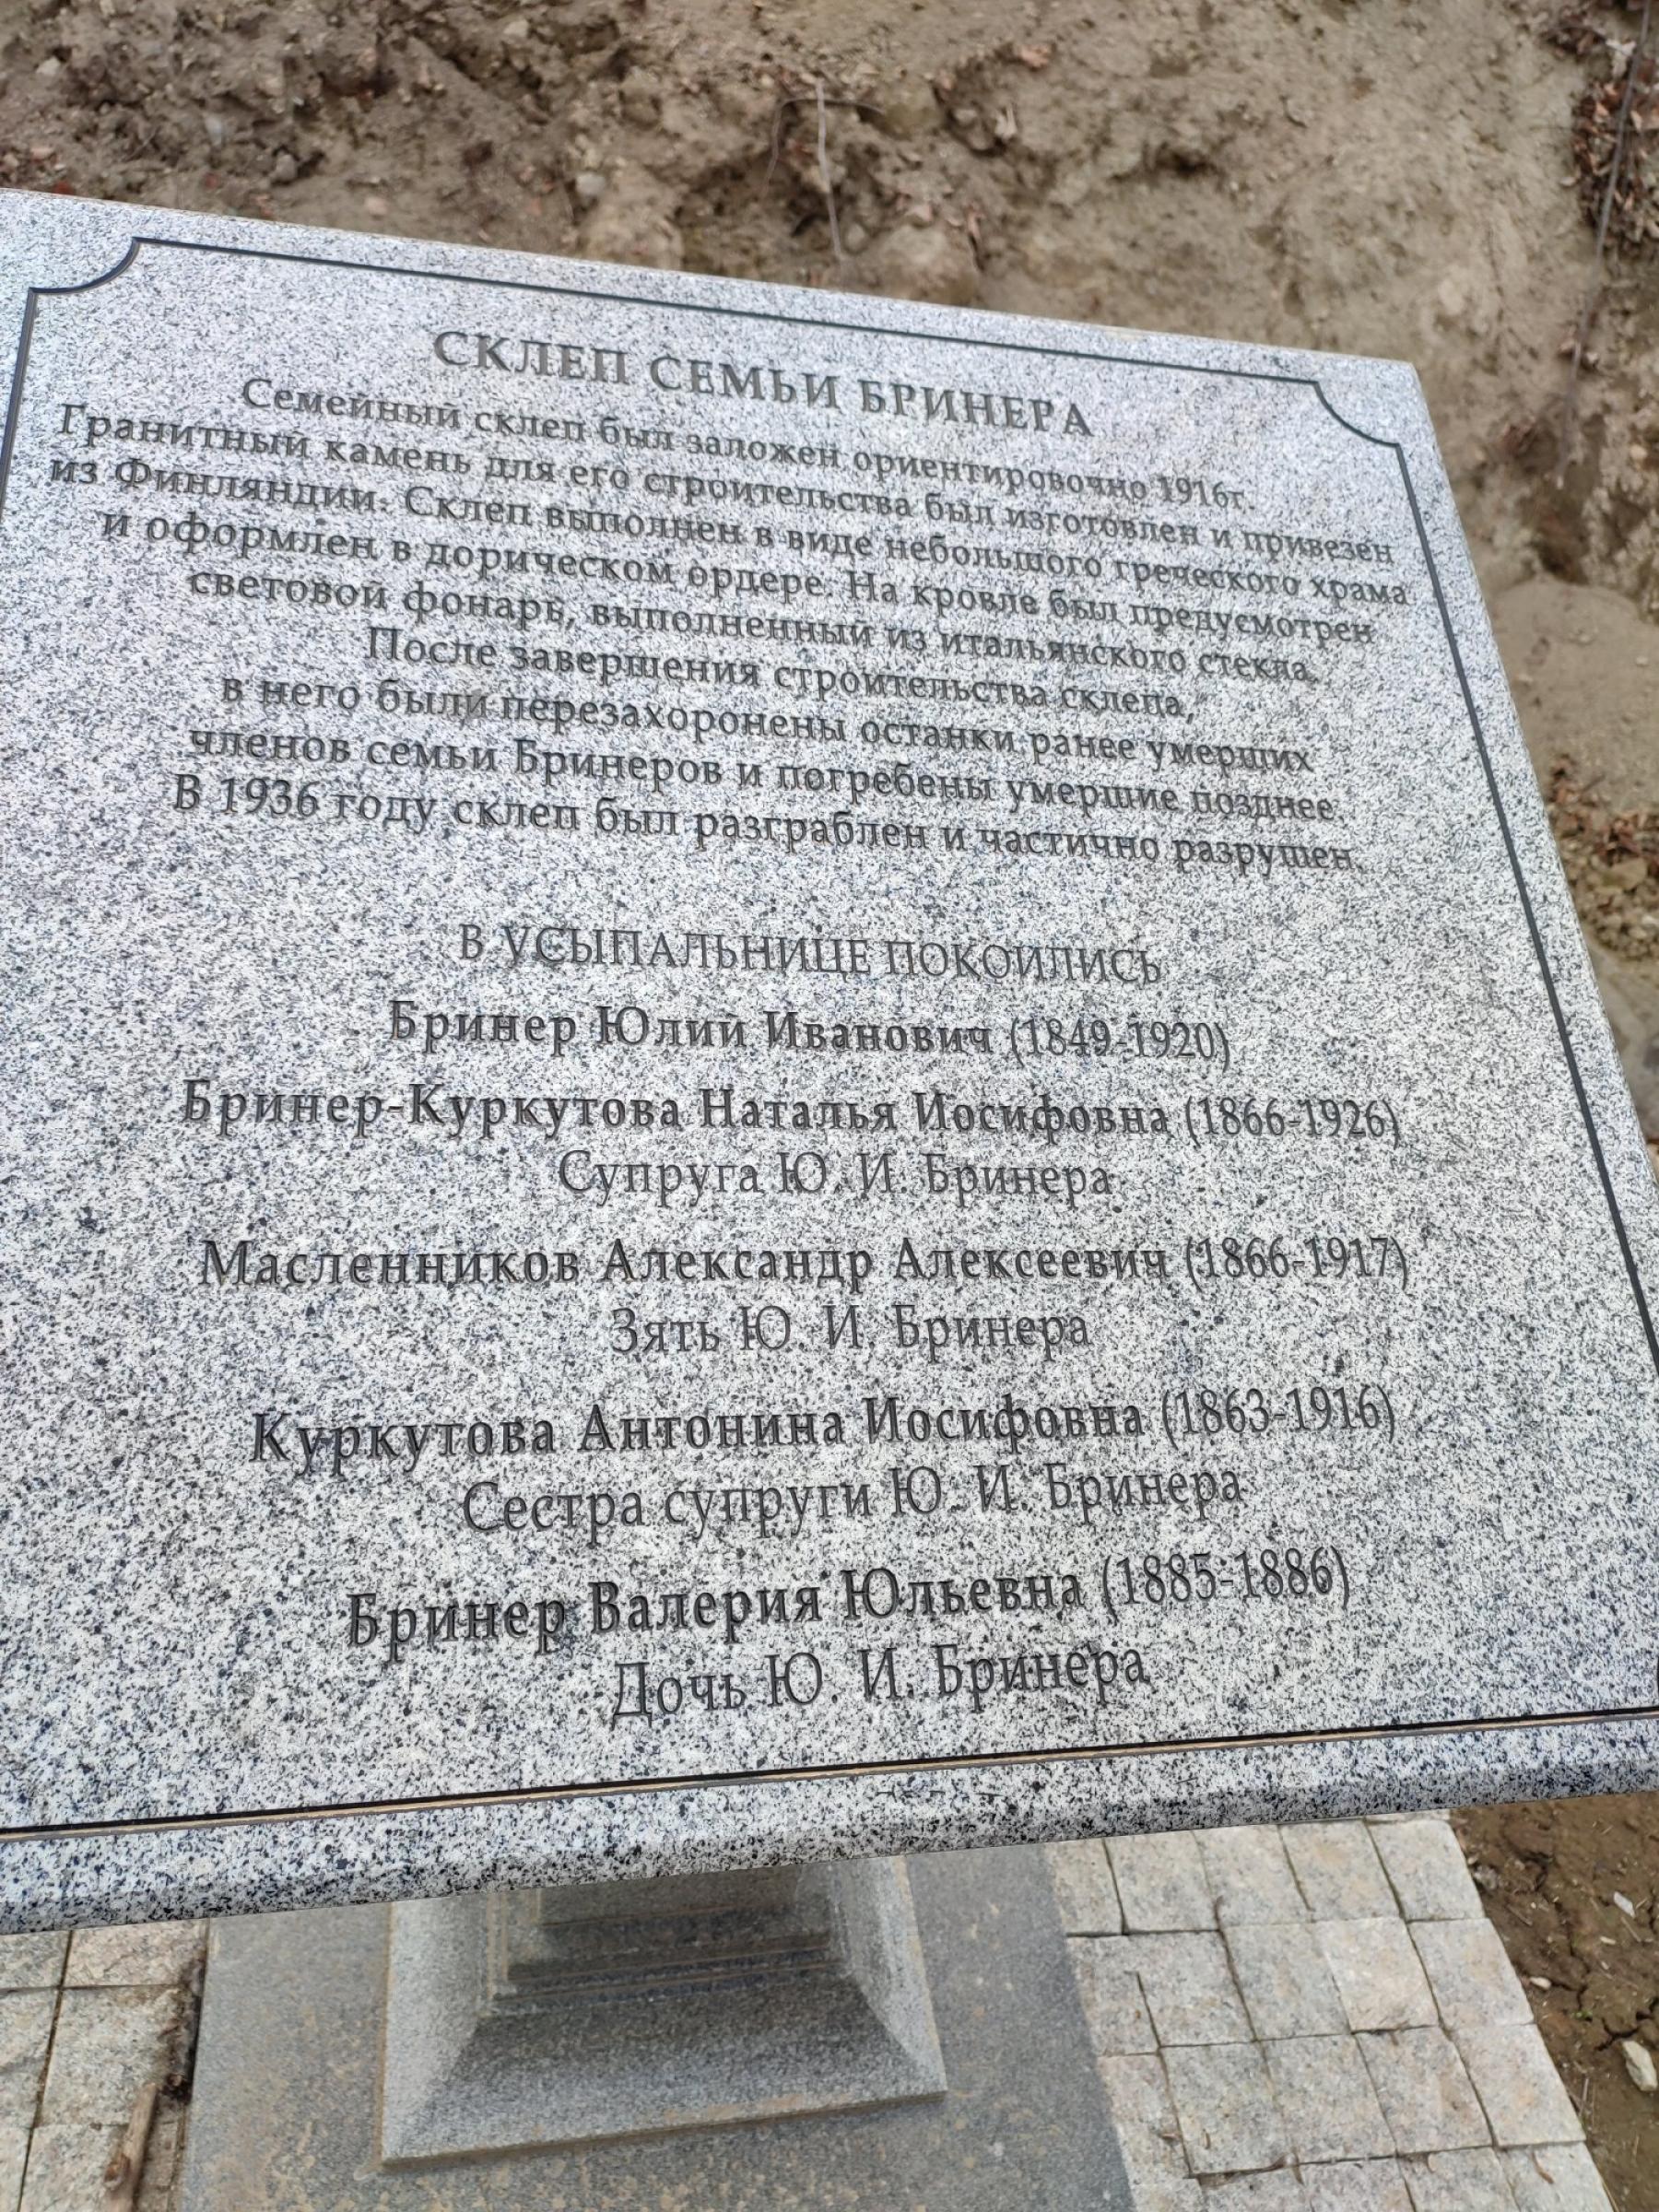 СКЛЕП СЕМЬИ БРИНЕРА
Семейный склеп был заложен ориентировочно 1916г.
Гранитный камень для его строительства был изготовлен и привезен
из Финляндии. Склеп выполнен в виде небольшого греческого храма
и оформлен в дорическом ордере. На кровле был предусмотрен
световой фонарь, выполненный из итальянского стекла.
После завершения строительства склепа,
в него были перезахоронены останки ранее умерших
членов семьи Бринеров и погребены умершие позднее.
В 1936 году склеп был разграблен и частично разрушен.
В УСЫПАЛЬНИЦЕ ПОКОИЛИСЬ
Бринер Юлий Иванович (1849-1920)
Бринер-Куркутова Наталья Иосифовна (1866-1926)
Супруга Ю. И. Бринера
Масленников Александр Алексеевич (1866-1917)
Зять Ю. И. Бринера
Куркутова Антонина Иосифовна (1863-1916)
Сестра супруги Ю. И. Бринера
Бринер Валерия Юльевна (1885-1886)
Дочь Ю. И. Бринера